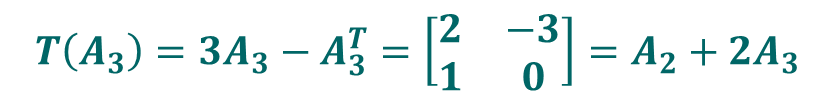 T(A₃) = 3A₃ − A₃ᵀ = [2 −3; 1 0] = A₂ + 2A₃